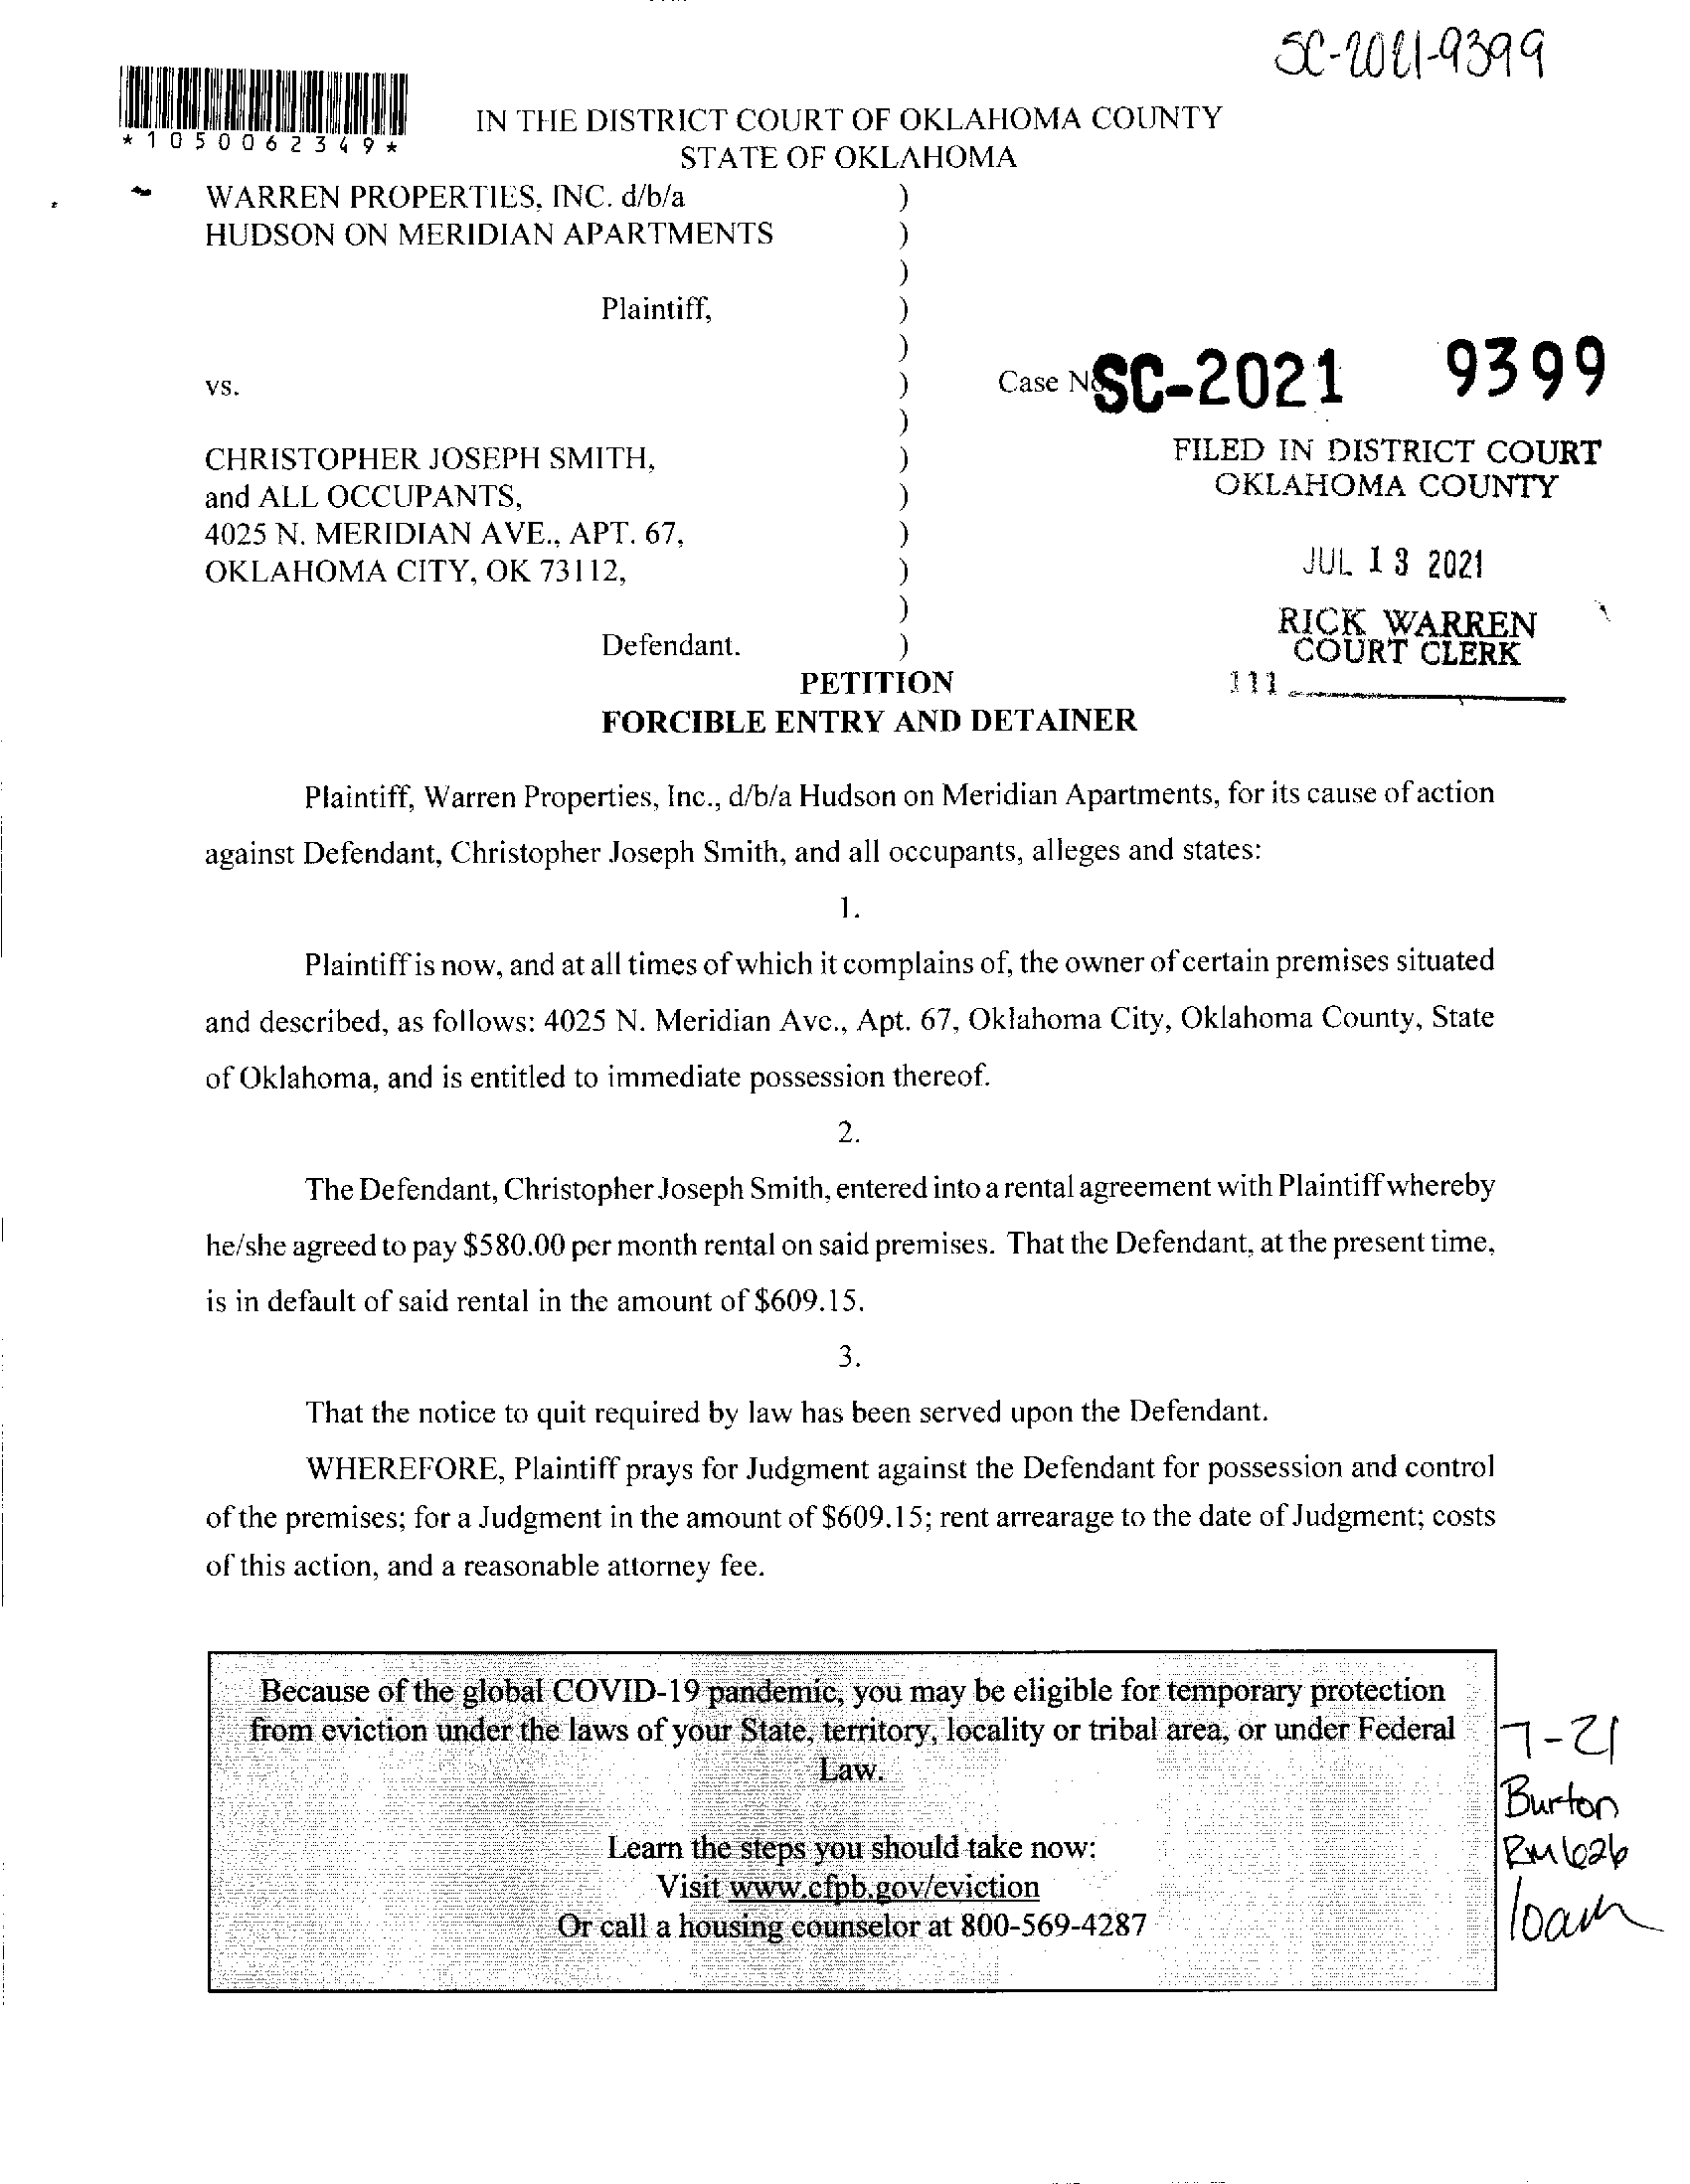 SC-2021-9399
*1050062349*
IN THE DISTRICT COURT OF OKLAHOMA COUNTY
STATE OF OKLAHOMA
WARREN PROPERTIES, INC. d/b/a )
HUDSON ON MERIDIAN APARTMENTS )
)
Plaintiff, )
)
vs. ) Case No SC-2021 9399
)
CHRISTOPHER JOSEPH SMITH, )
and ALL OCCUPANTS, )
4025 N. MERIDIAN AVE., APT. 67, )
OKLAHOMA CITY, OK 73112, )
)
Defendant. )
FILED IN DISTRICT COURT
OKLAHOMA COUNTY
JUL 13 2021
RICK WARREN
COURT CLERK
111
PETITION
FORCIBLE ENTRY AND DETAINER
Plaintiff, Warren Properties, Inc., d/b/a Hudson on Meridian Apartments, for its cause of action
against Defendant, Christopher Joseph Smith, and all occupants, alleges and states:
1.
Plaintiff is now, and at all times of which it complains of, the owner of certain premises situated
and described, as follows: 4025 N. Meridian Ave., Apt. 67, Oklahoma City, Oklahoma County, State
of Oklahoma, and is entitled to immediate possession thereof.
2.
The Defendant, Christopher Joseph Smith, entered into a rental agreement with Plaintiff whereby
he/she agreed to pay $580.00 per month rental on said premises. That the Defendant, at the present time,
is in default of said rental in the amount of $609.15.
3.
That the notice to quit required by law has been served upon the Defendant.
WHEREFORE, Plaintiff prays for Judgment against the Defendant for possession and control
of the premises; for a Judgment in the amount of $609.15; rent arrearage to the date of Judgment; costs
of this action, and a reasonable attorney fee.
Because of the global COVID-19 pandemic, you may be eligible for temporary protection
from eviction under the laws of your State, territory, locality or tribal area, or under Federal
Law.
Learn the steps you should take now:
Visit www.cfpb.gov/eviction
Or call a housing counselor at 800-569-4287
7-21
Burton
RM 626
10am